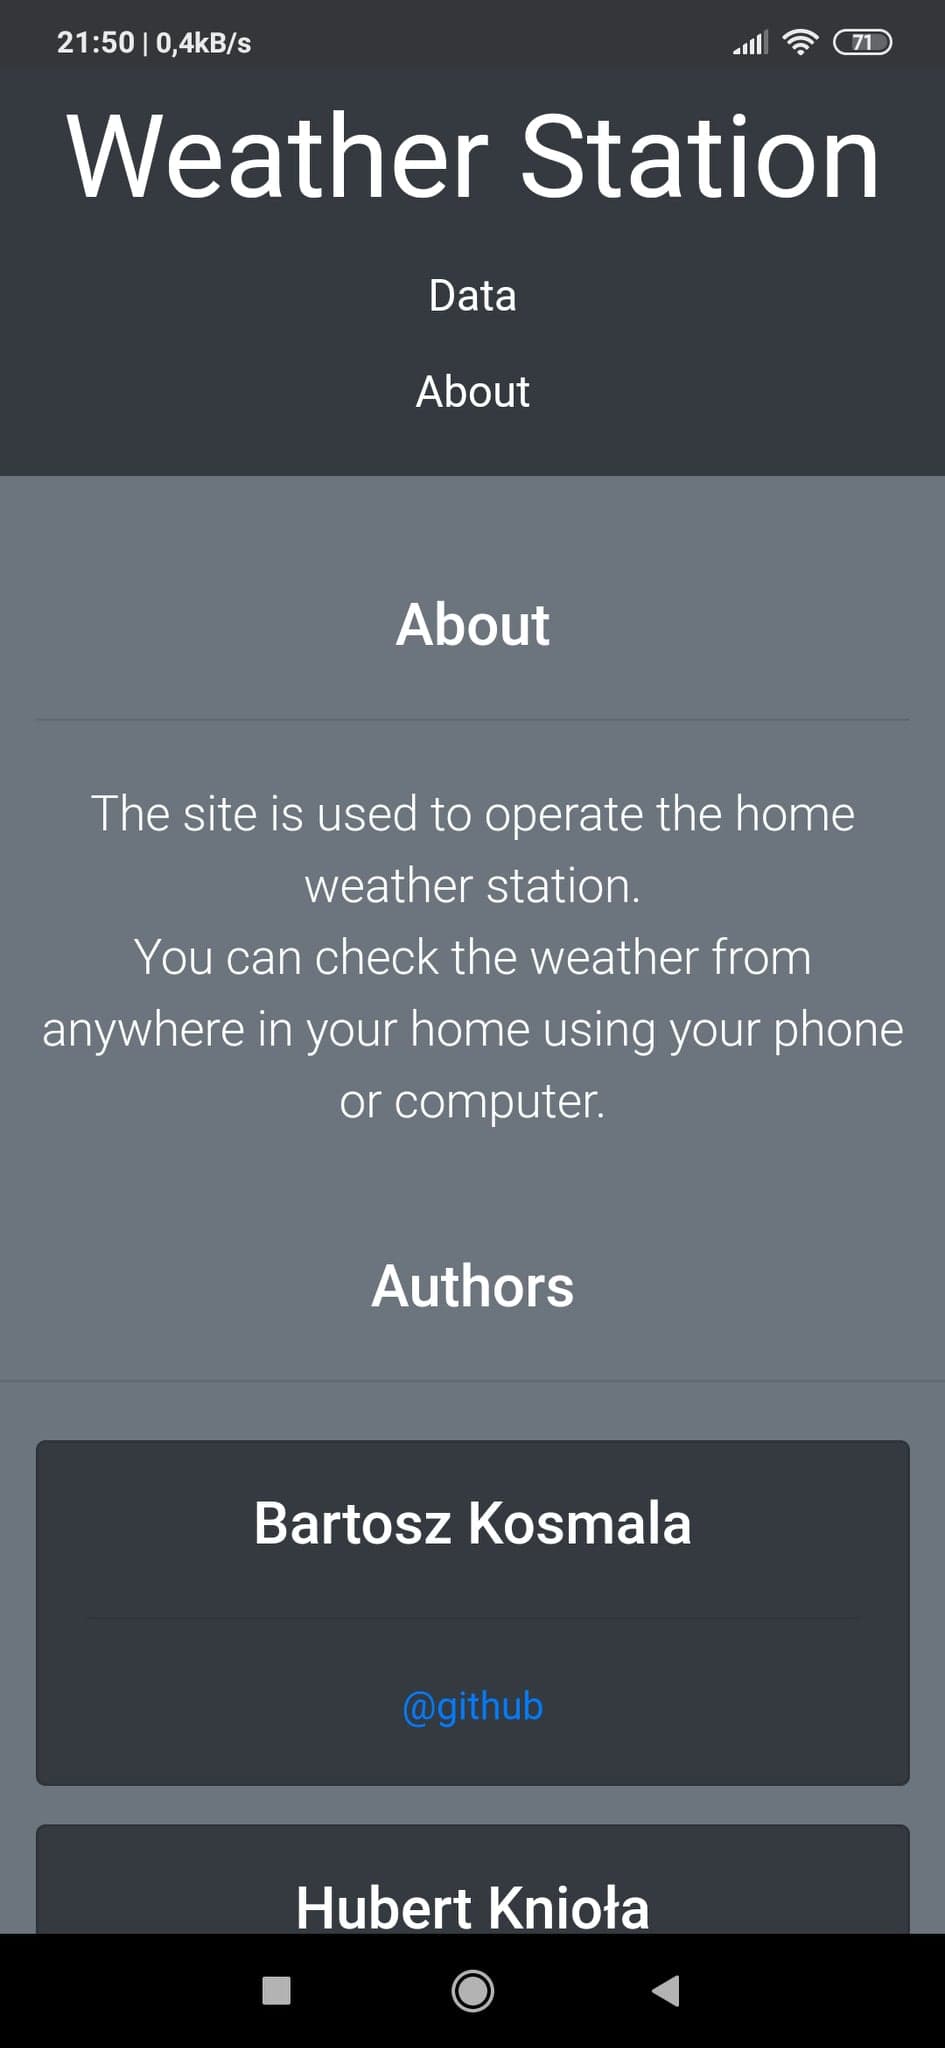 21:50 | 0,4kB/s
71
Weather Station
Data
About
About
The site is used to operate the home
weather station.
You can check the weather from
anywhere in your home using your phone
or computer.
Authors
Bartosz Kosmala
@github
Hubert Knioła